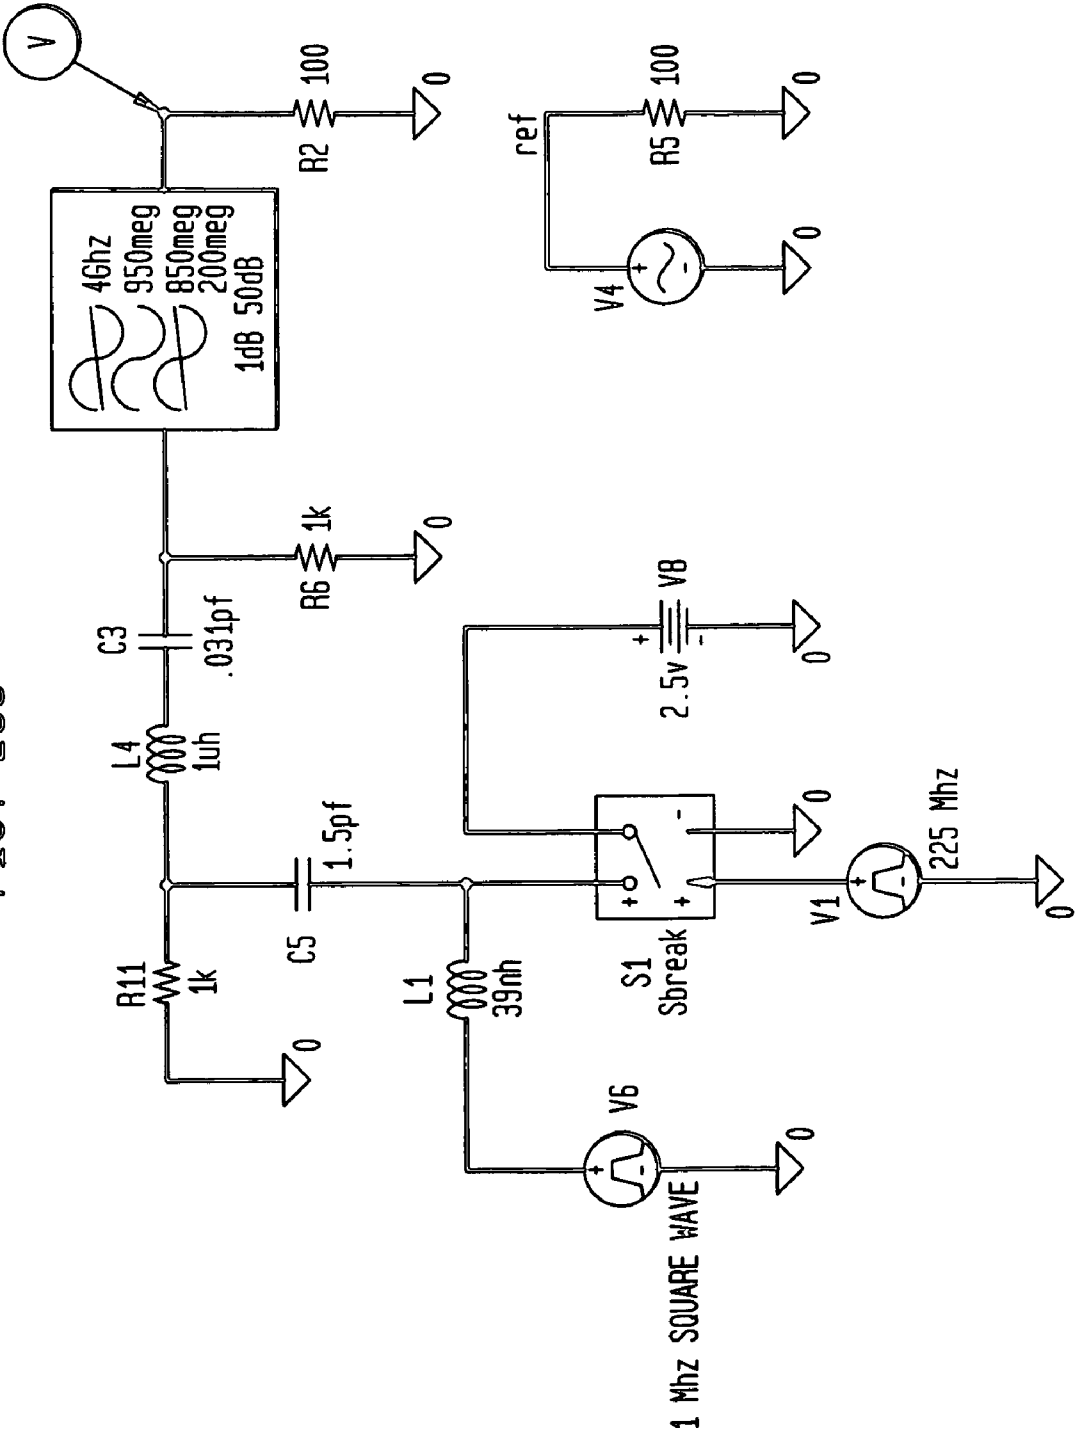 V
R11
1k
L4
1uh
C3
.031pf
4Ghz
950meg
850meg
200meg
1dB 50dB
0
C5
1.5pf
R6
1k
0
R2
100
0
L1
39nh
ref
V6
1 Mhz SQUARE WAVE
0
S1
Sbreak
+
-
+
2.5v
+
-
V8
0
0
V4
+
-
0
R5
100
0
V1
+
-
225 Mhz
0
+
-